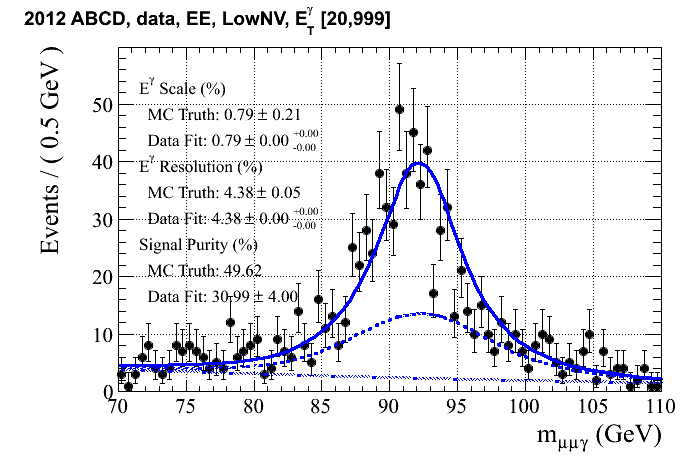 2012 ABCD, data, EE, LowNV, E_T^γ [20,999]
Events / ( 0.5 GeV )
50
40
30
20
10
0
E^γ Scale (%)
MC Truth: 0.79 ± 0.21
Data Fit: 0.79 ± 0.00 +0.00 -0.00
E^γ Resolution (%)
MC Truth: 4.38 ± 0.05
Data Fit: 4.38 ± 0.00 +0.00 -0.00
Signal Purity (%)
MC Truth: 49.62
Data Fit: 30.99 ± 4.00
70 75 80 85 90 95 100 105 110
m_μμγ (GeV)